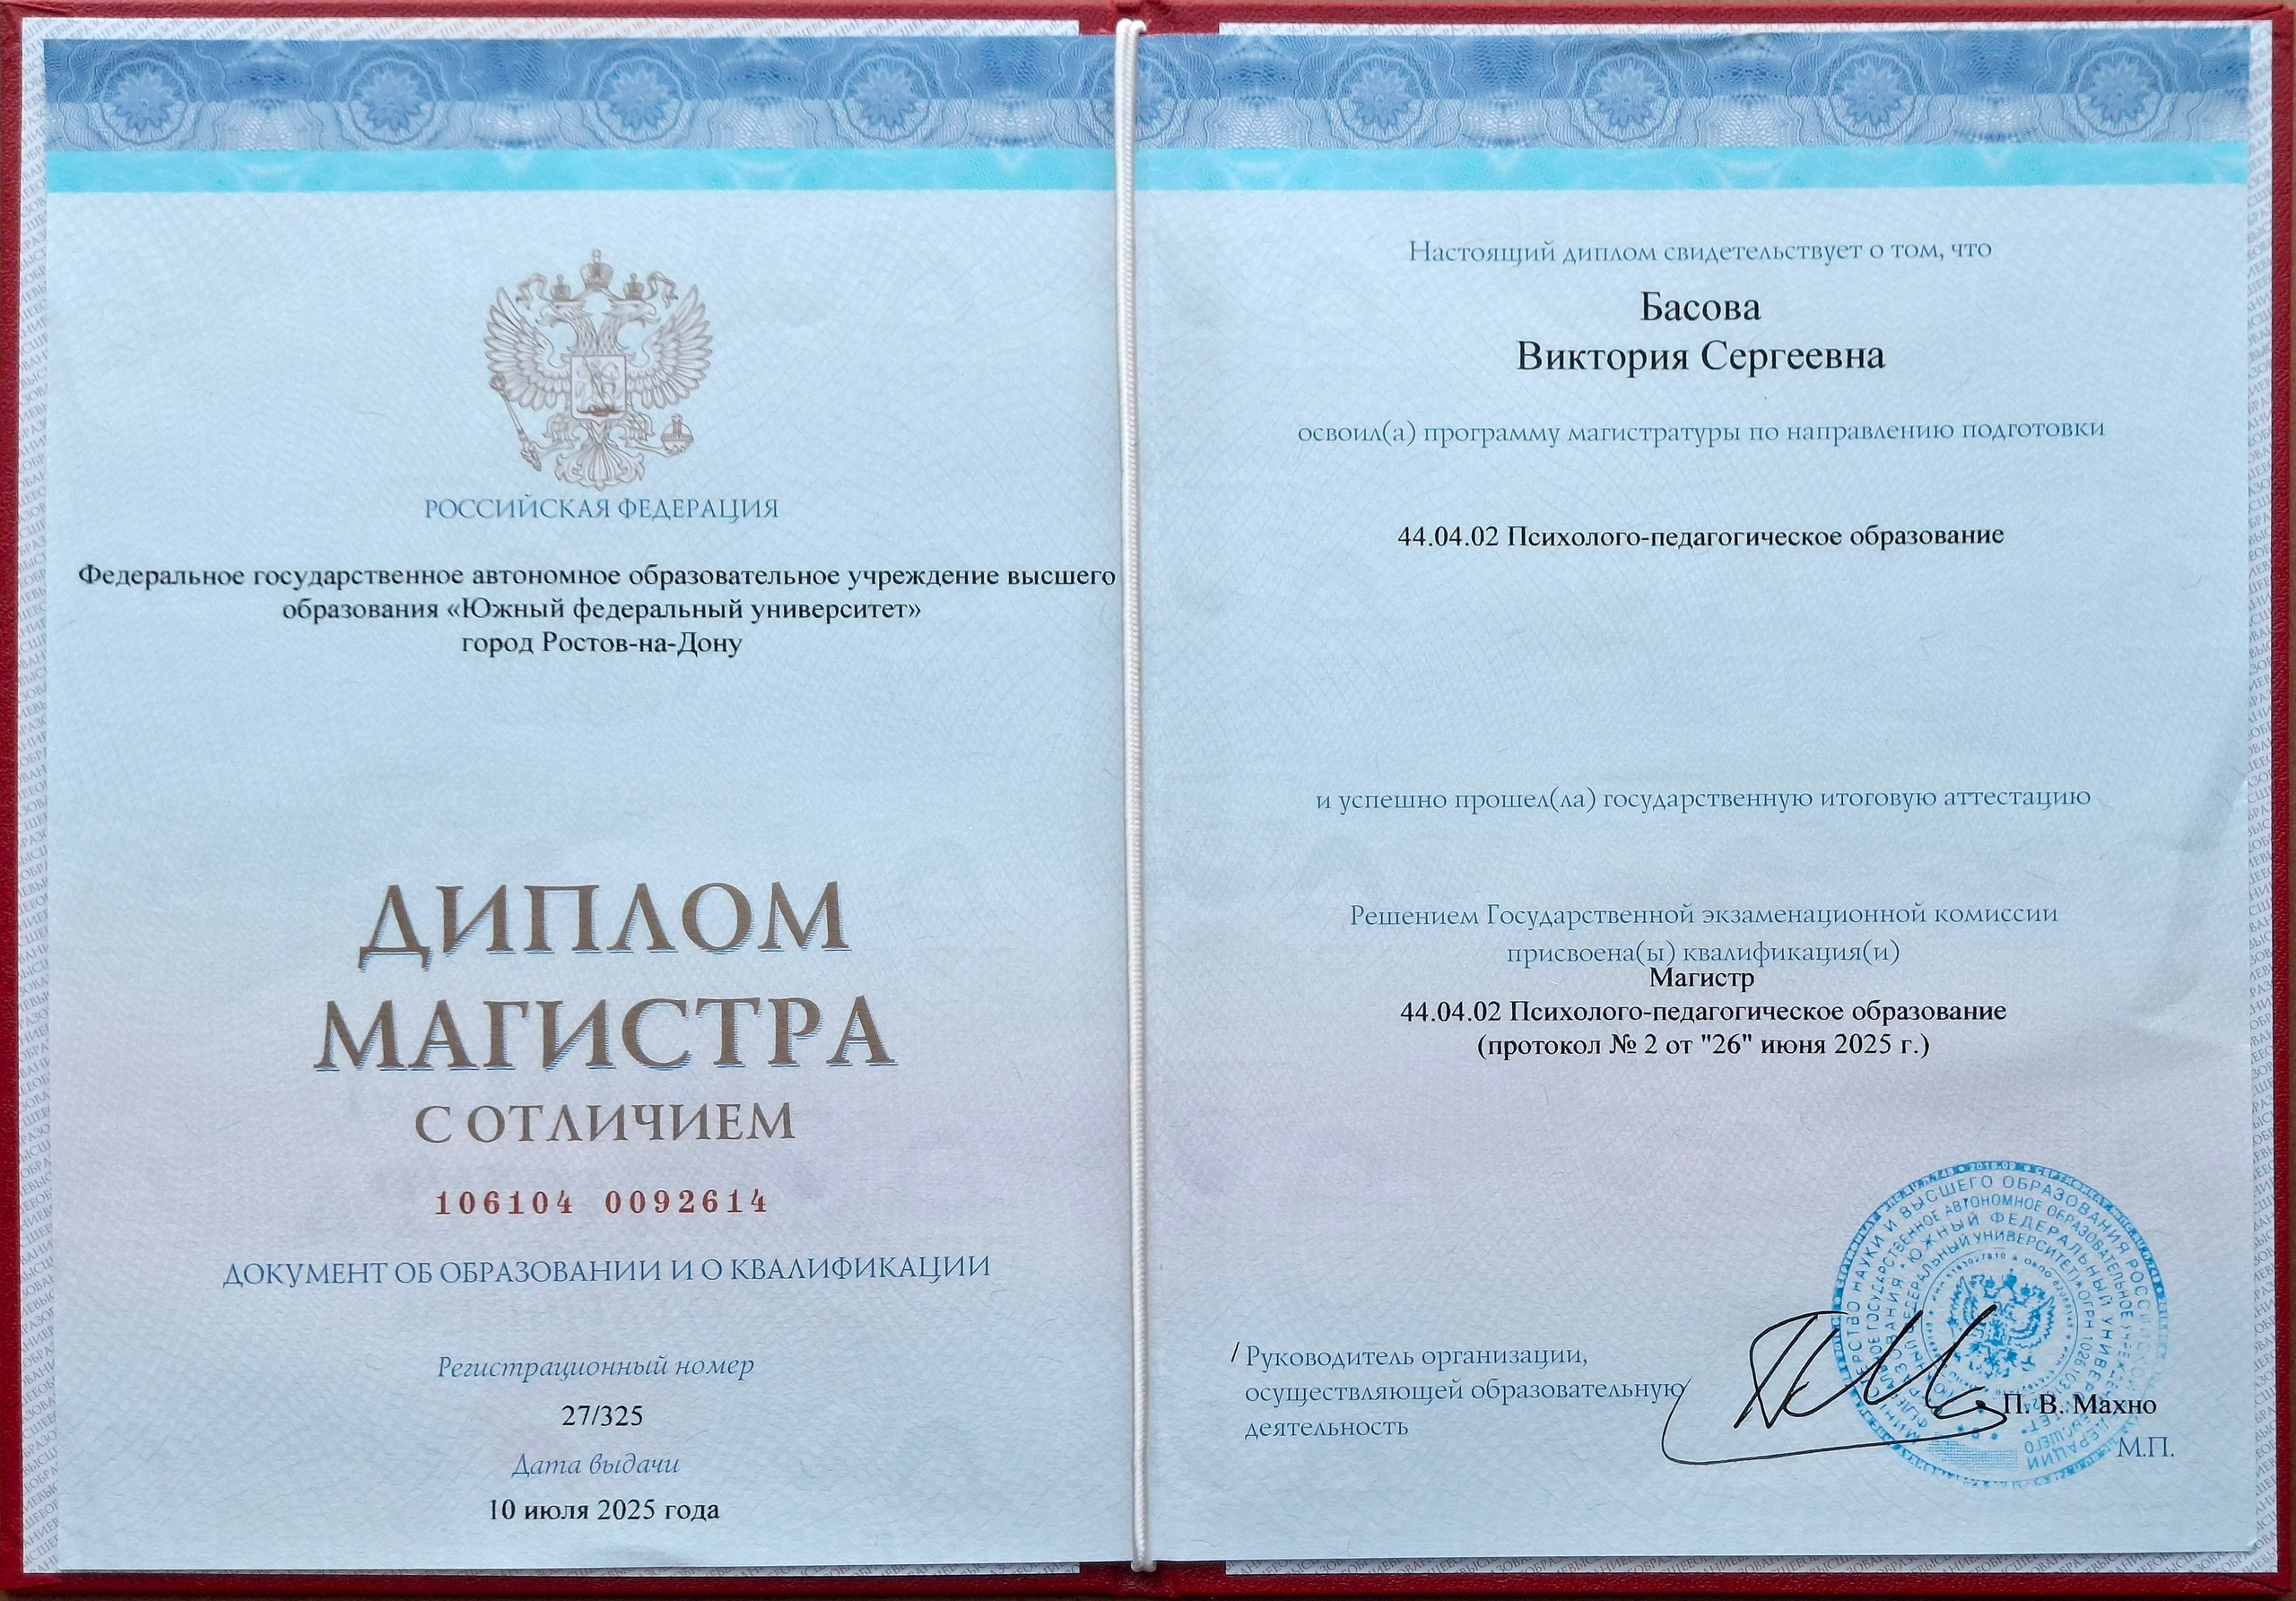 РОССИЙСКАЯ ФЕДЕРАЦИЯ
Федеральное государственное автономное образовательное учреждение высшего
образования «Южный федеральный университет»
город Ростов-на-Дону
ДИПЛОМ
МАГИСТРА
С ОТЛИЧИЕМ
106104 0092614
ДОКУМЕНТ ОБ ОБРАЗОВАНИИ И О КВАЛИФИКАЦИИ
Регистрационный номер
27/325
Дата выдачи
10 июля 2025 года
Настоящий диплом свидетельствует о том, что
Басова
Виктория Сергеевна
освоил(а) программу магистратуры по направлению подготовки
44.04.02 Психолого-педагогическое образование
и успешно прошел(ла) государственную итоговую аттестацию
Решением Государственной экзаменационной комиссии
присвоена(ы) квалификация(и)
Магистр
44.04.02 Психолого-педагогическое образование
(протокол № 2 от "26" июня 2025 г.)
Руководитель организации,
осуществляющей образовательную
деятельность
П. В. Махно
М.П.